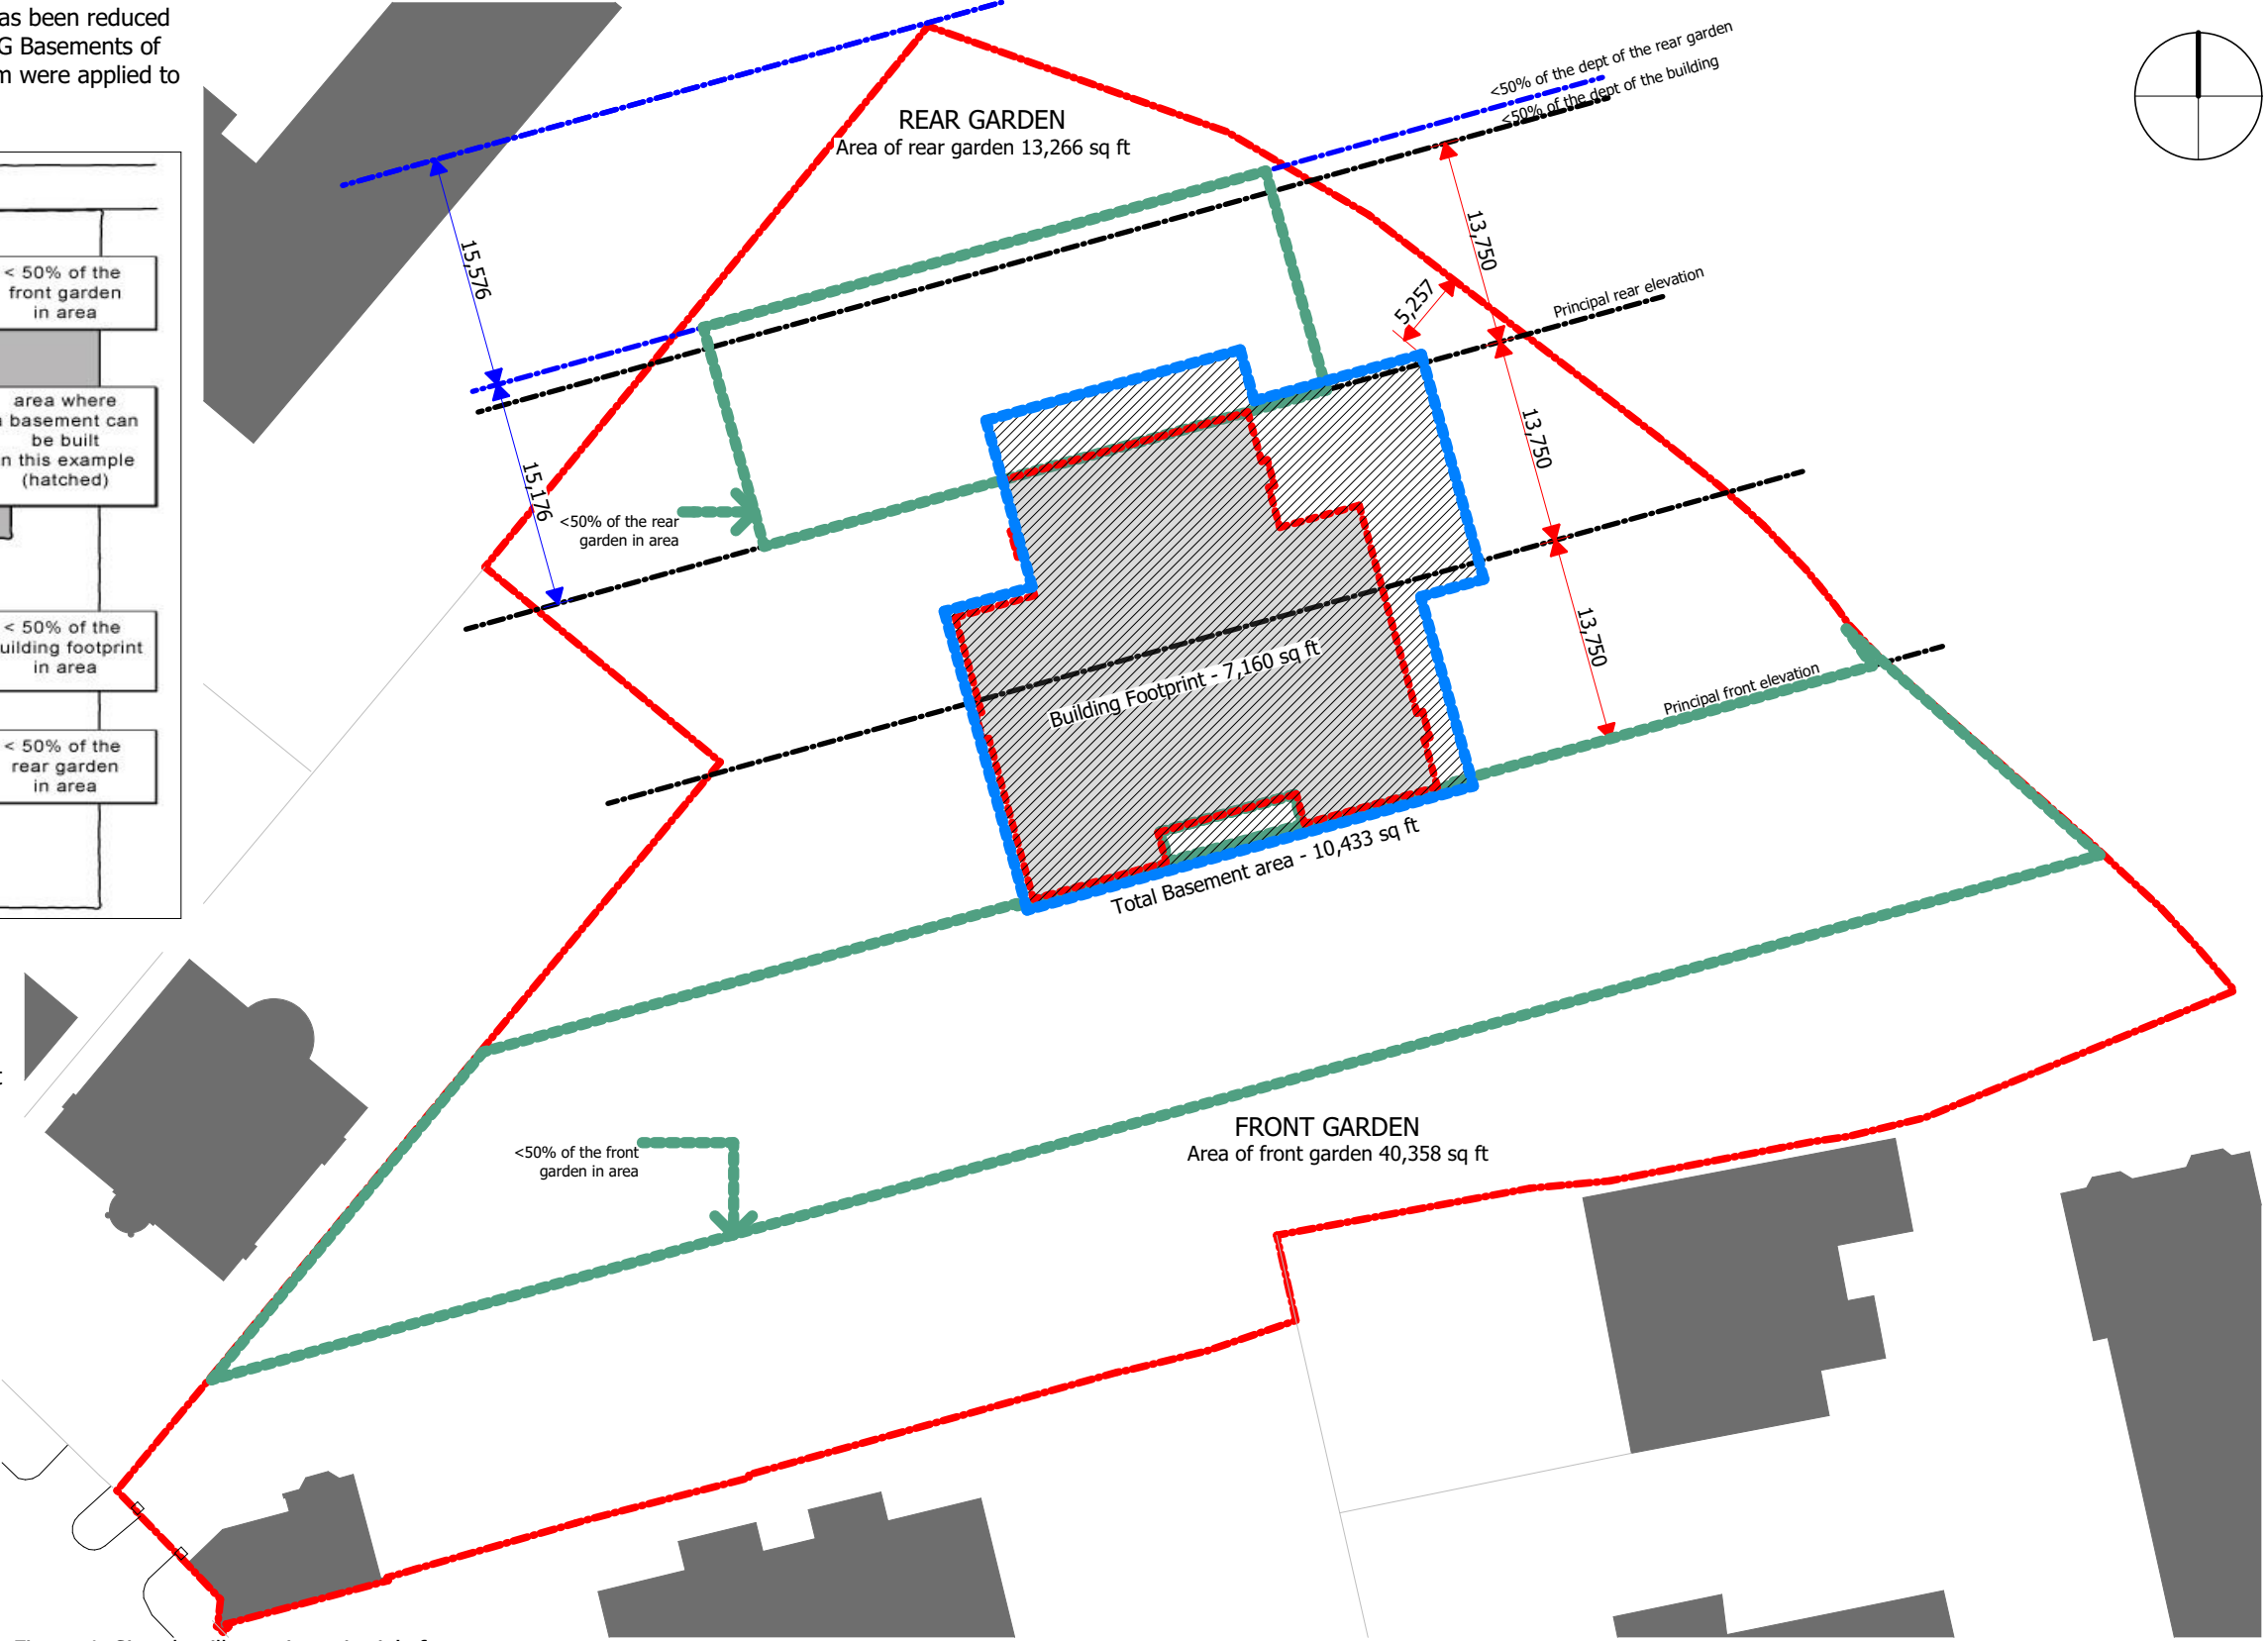 as been reduced
G Basements of
m were applied to
< 50% of the
front garden
in area
area where
basement can
be built
n this example
(hatched)
< 50% of the
uilding footprint
in area
< 50% of the
rear garden
in area
REAR GARDEN
Area of rear garden 13,266 sq ft
<50% of the dept of the rear garden
<50% of the dept of the building
15,576
13,750
5,257
Principal rear elevation
15,176
13,750
<50% of the rear
garden in area
13,750
Building Footprint - 7,160 sq ft
Principal front elevation
Total Basement area - 10,433 sq ft
FRONT GARDEN
Area of front garden 40,358 sq ft
<50% of the front
garden in area